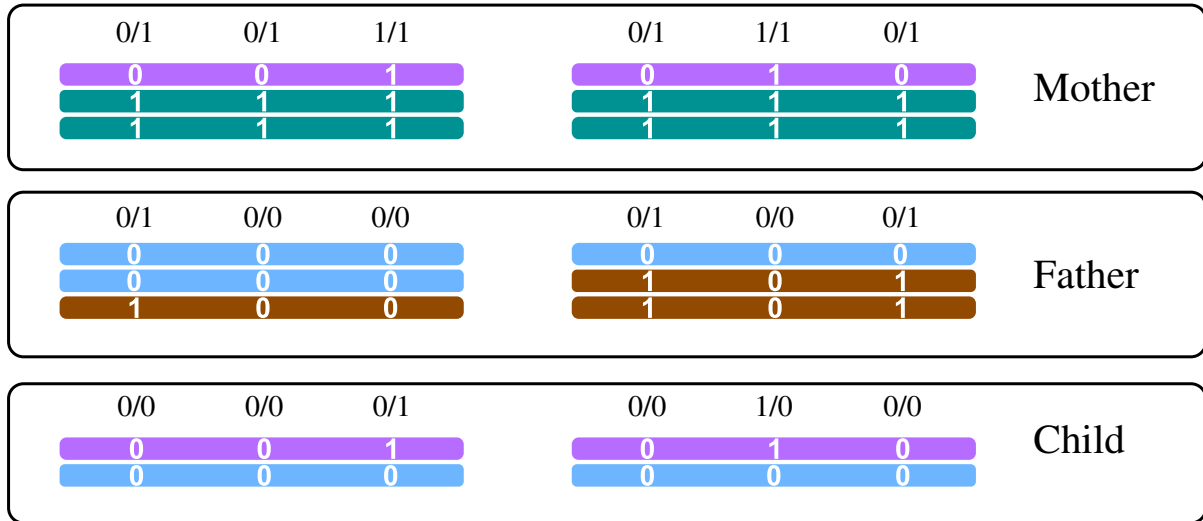 0/1 0/1 1/1 0/1 1/1 0/1
0 0 1 0 1 0
Mother
1 1 1 1 1 1
1 1 1 1 1 1
0/1 0/0 0/0 0/1 0/0 0/1
0 0 0 0 0 0
0 0 0 1 0 1
Father
1 0 0 1 0 1
0/0 0/0 0/1 0/0 1/0 0/0
Child
0 0 1 0 1 0
0 0 0 0 0 0